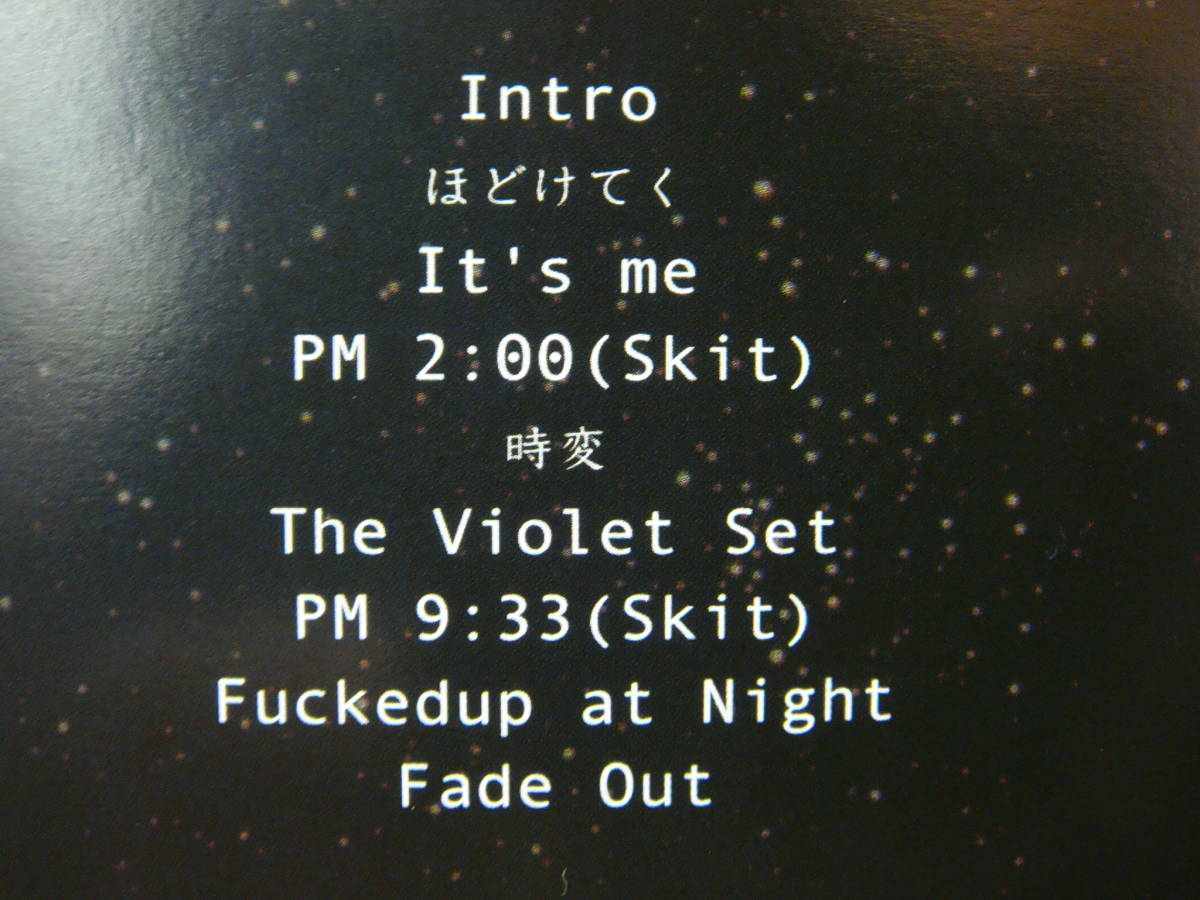 Intro
ほどけてく
It's me
PM 2:00(Skit)
時変
The Violet Set
PM 9:33(Skit)
Fuckedup at Night
Fade Out